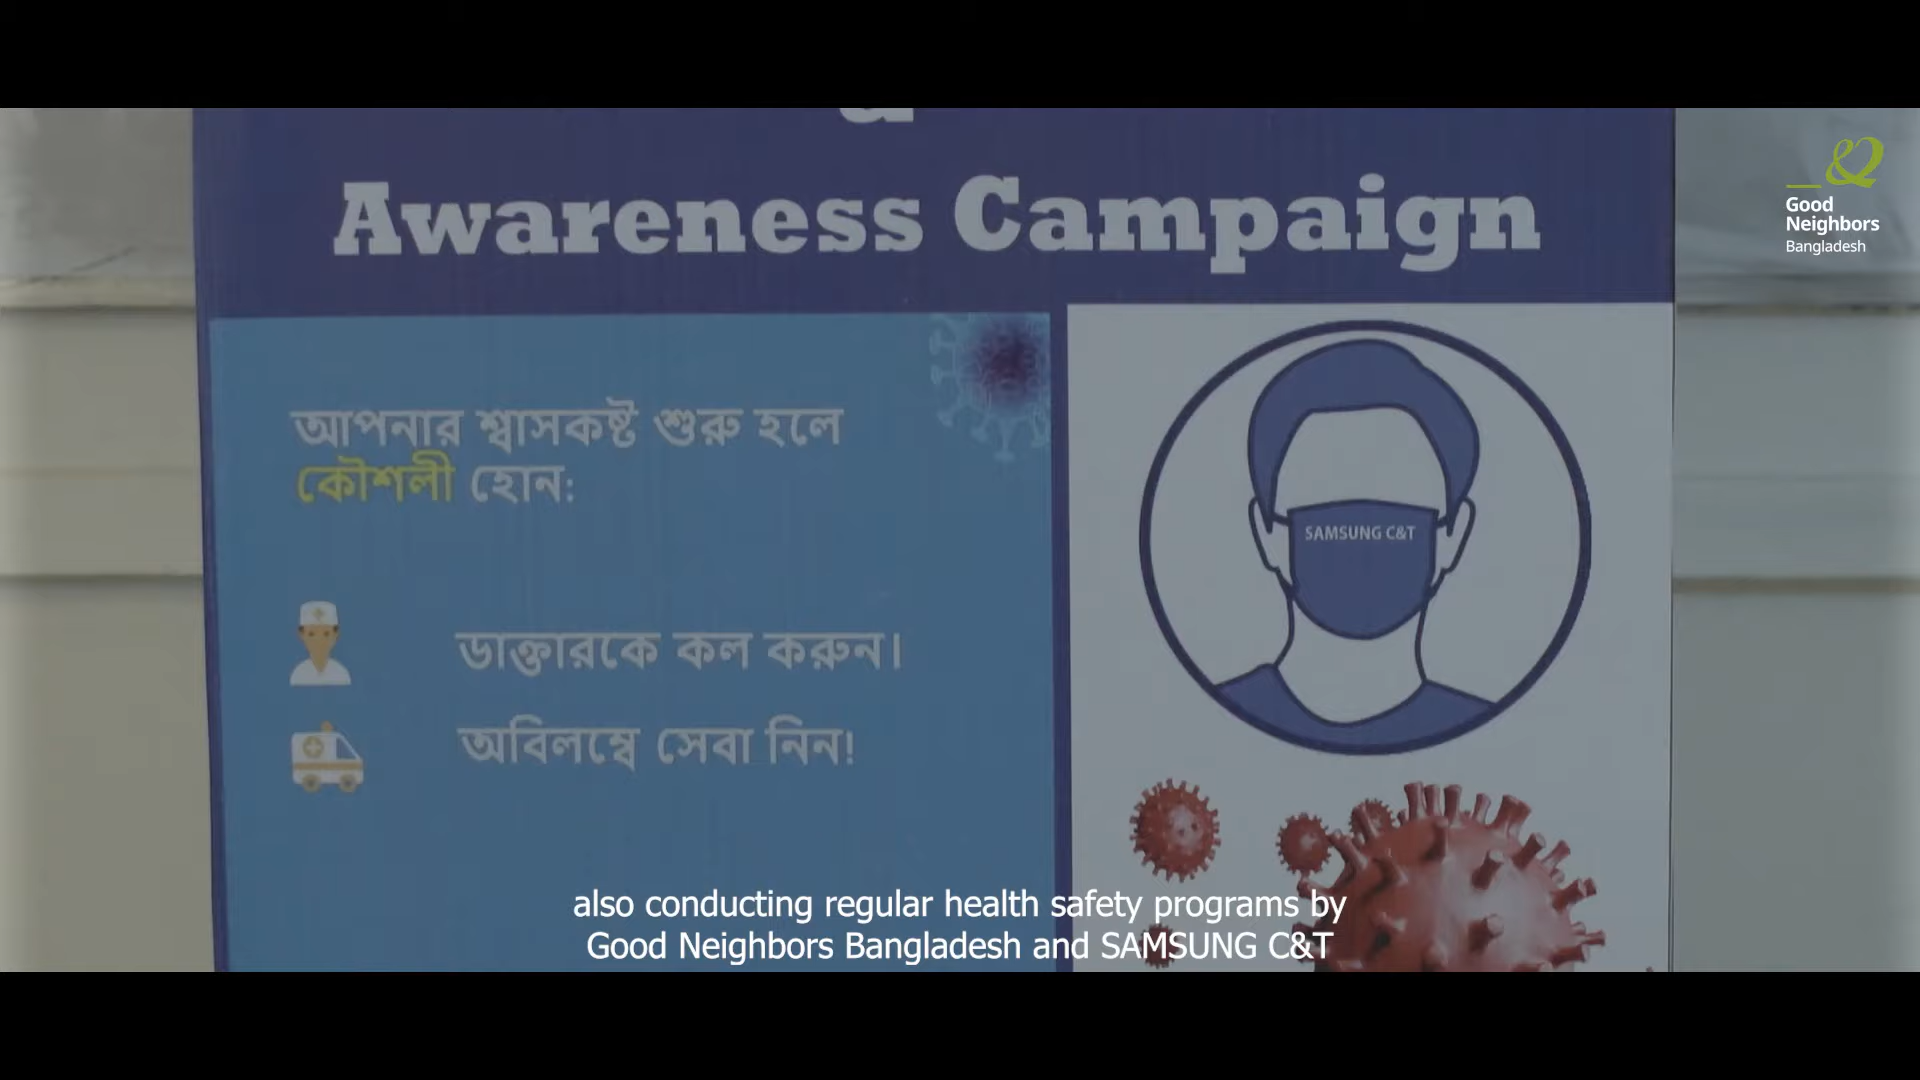 Awareness Campaign
Good
Neighbors
Bangladesh
আপনার শ্বাসকষ্ট শুরু হলে
কৌশলী হোন:
SAMSUNG C&T
ডাক্তারকে কল করুন।
অবিলম্বে সেবা নিন!
also conducting regular health safety programs by
Good Neighbors Bangladesh and SAMSUNG C&T